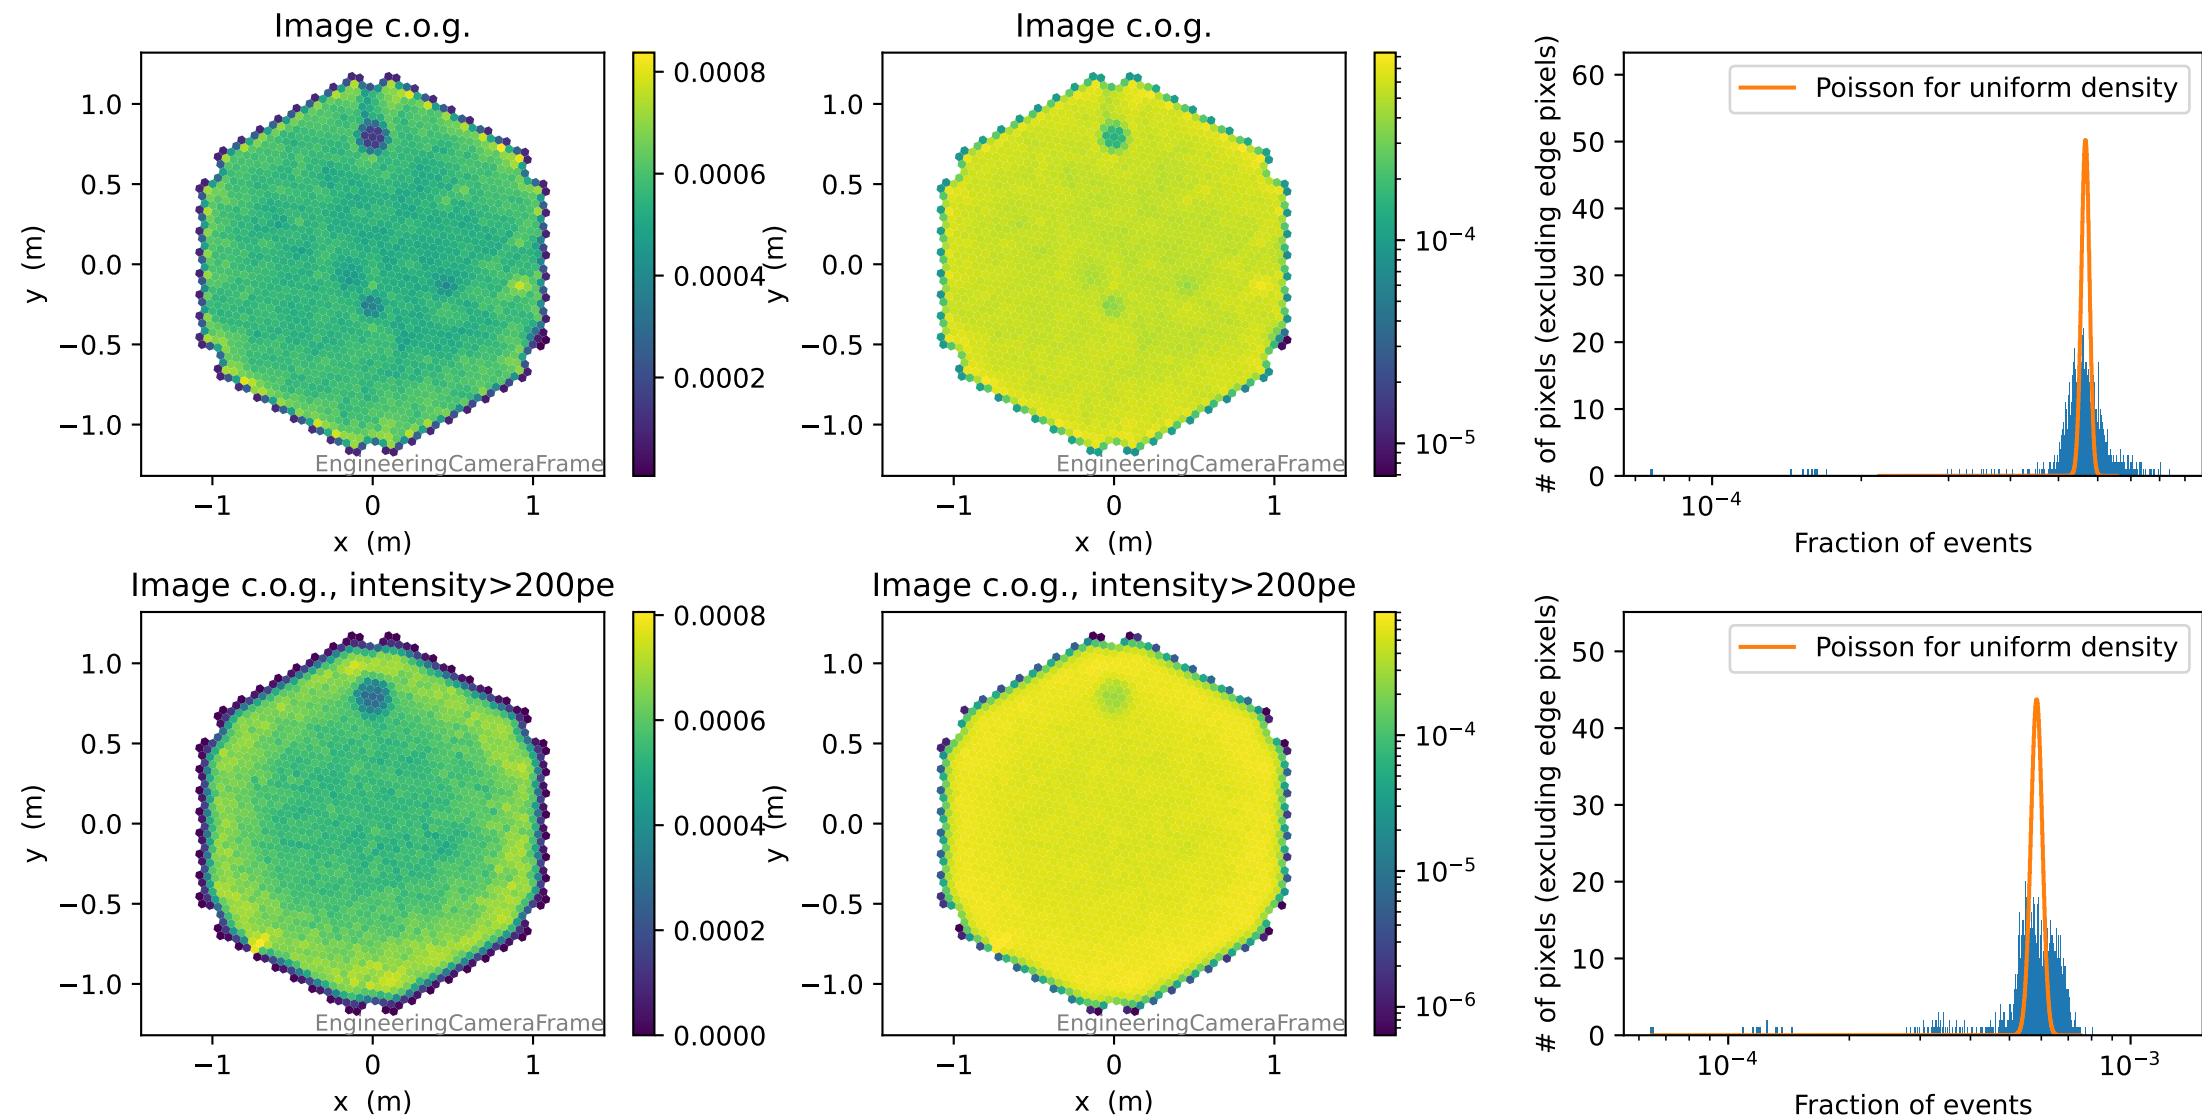 Image c.o.g.
y (m)
1.0
0.5
0.0
−0.5
−1.0
−1
0
1
x (m)
EngineeringCameraFrame
0.0008
0.0006
0.0004
0.0002
Image c.o.g.
y (m)
1.0
0.5
0.0
−0.5
−1.0
−1
0
1
x (m)
EngineeringCameraFrame
10⁻⁴
10⁻⁵
# of pixels (excluding edge pixels)
60
50
40
30
20
10
0
Poisson for uniform density
10⁻⁴
Fraction of events
Image c.o.g., intensity>200pe
y (m)
1.0
0.5
0.0
−0.5
−1.0
−1
0
1
x (m)
EngineeringCameraFrame
0.0008
0.0006
0.0004
0.0002
0.0000
Image c.o.g., intensity>200pe
y (m)
1.0
0.5
0.0
−0.5
−1.0
−1
0
1
x (m)
EngineeringCameraFrame
10⁻⁴
10⁻⁵
10⁻⁶
# of pixels (excluding edge pixels)
50
40
30
20
10
0
Poisson for uniform density
10⁻⁴
10⁻³
Fraction of events